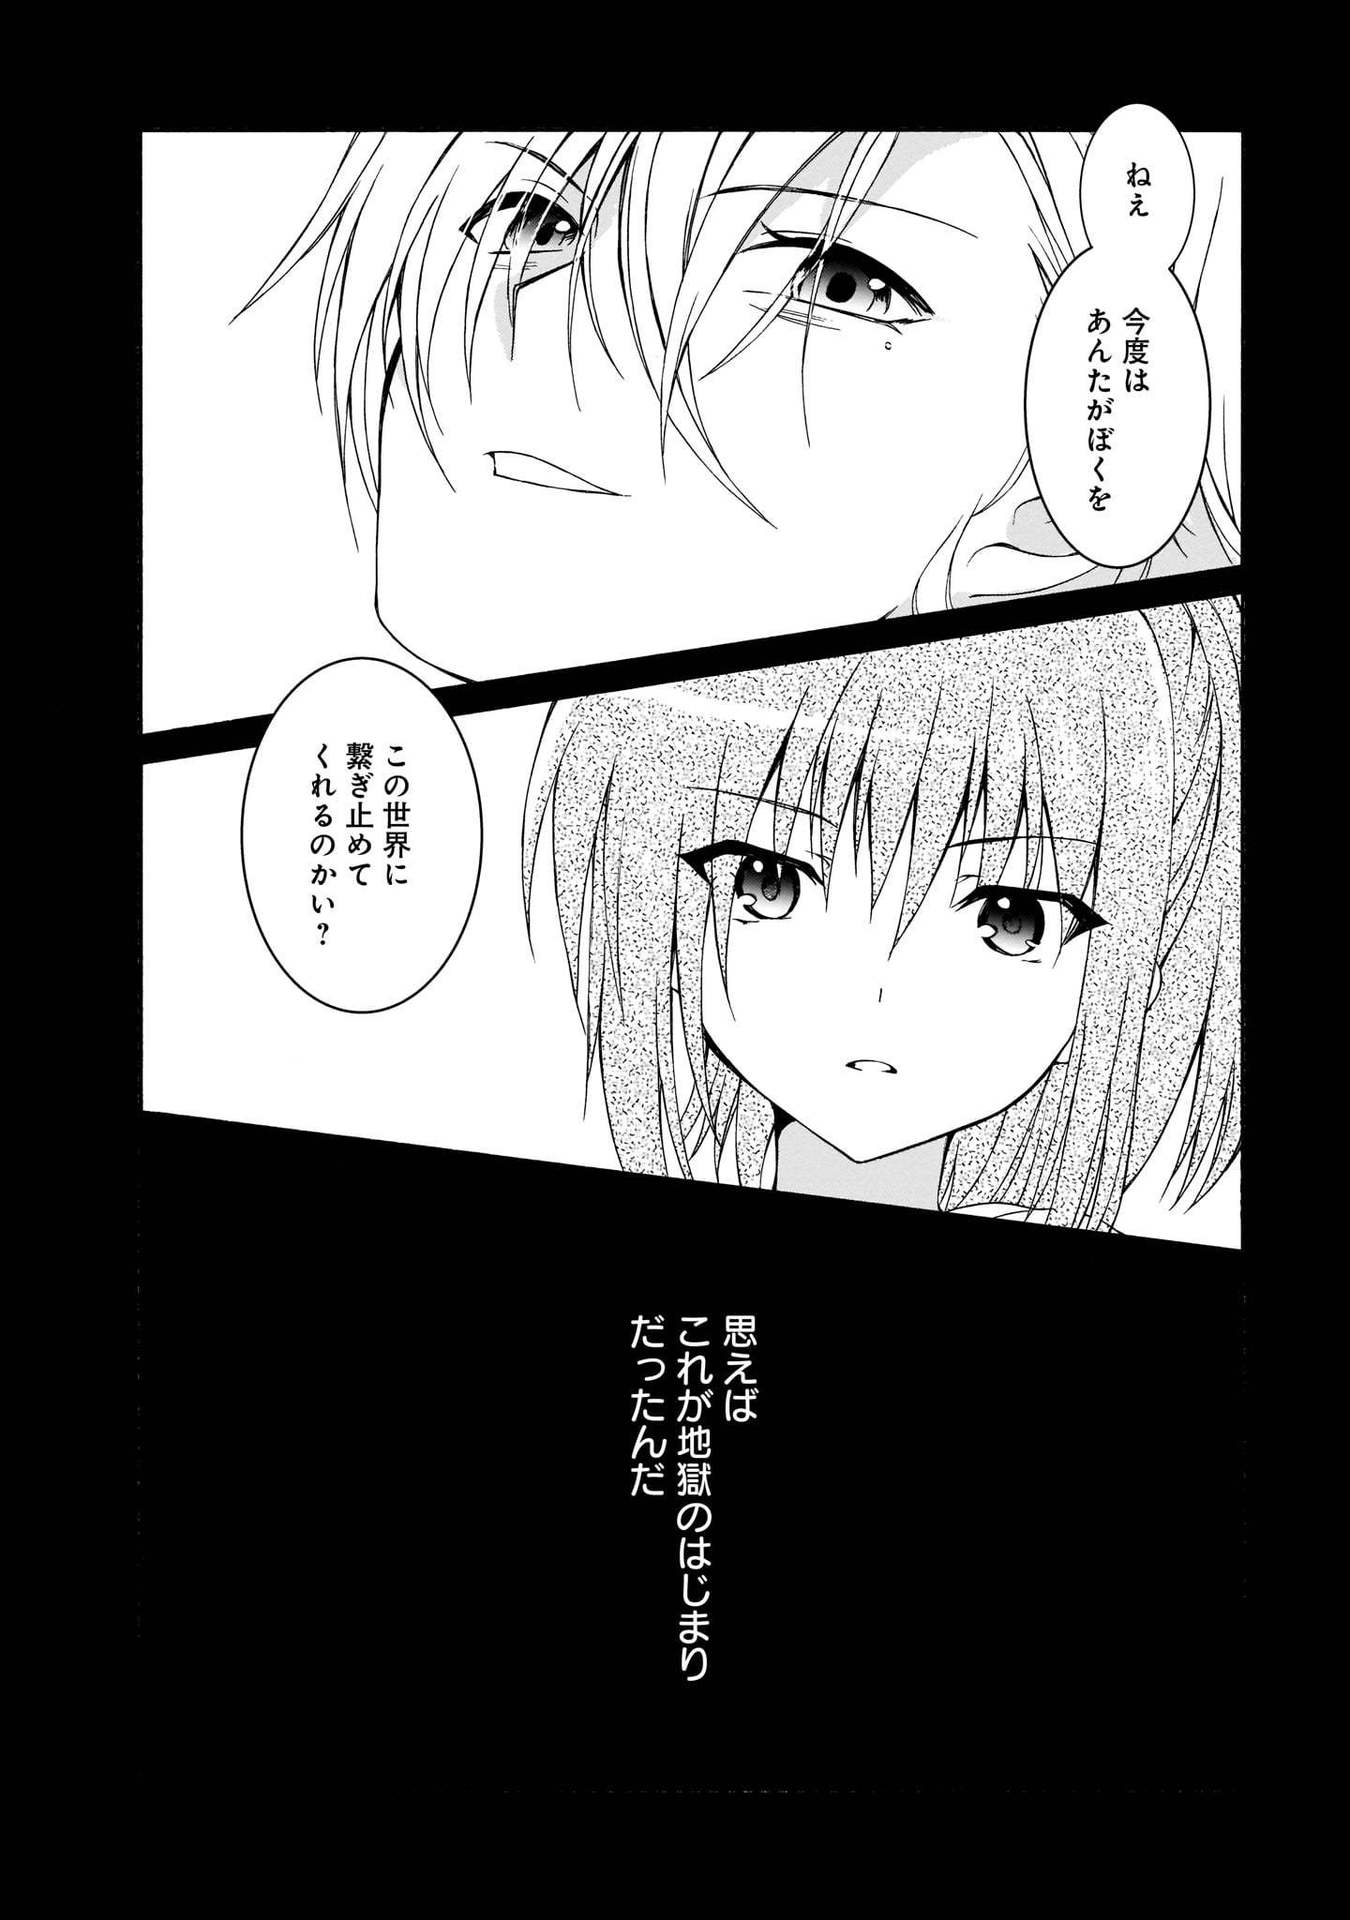 ねえ
今度は
あんたがぼくを
この世界に
繋ぎ止めて
くれるのかい？
思えば
これが地獄のはじまり
だったんだ